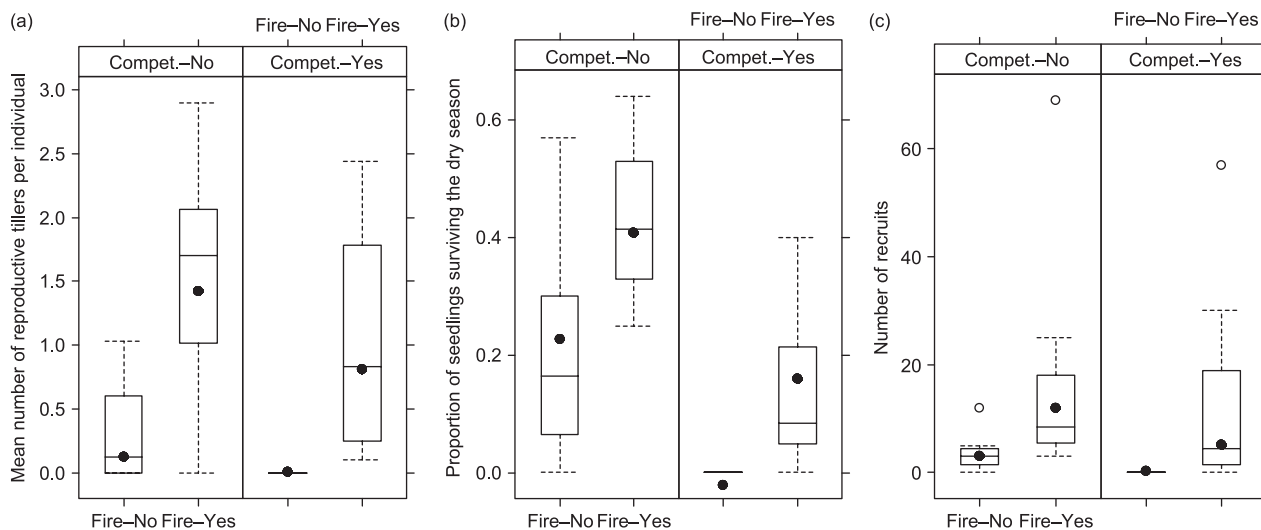 (a)
Fire–No Fire–Yes
Compet.–No
Compet.–Yes
Mean number of reproductive tillers per individual
3.0
2.5
2.0
1.5
1.0
0.5
0.0
Fire–No Fire–Yes
(b)
Fire–No Fire–Yes
Compet.–No
Compet.–Yes
Proportion of seedlings surviving the dry season
0.6
0.4
0.2
0.0
Fire–No Fire–Yes
(c)
Fire–No Fire–Yes
Compet.–No
Compet.–Yes
Number of recruits
60
40
20
0
Fire–No Fire–Yes